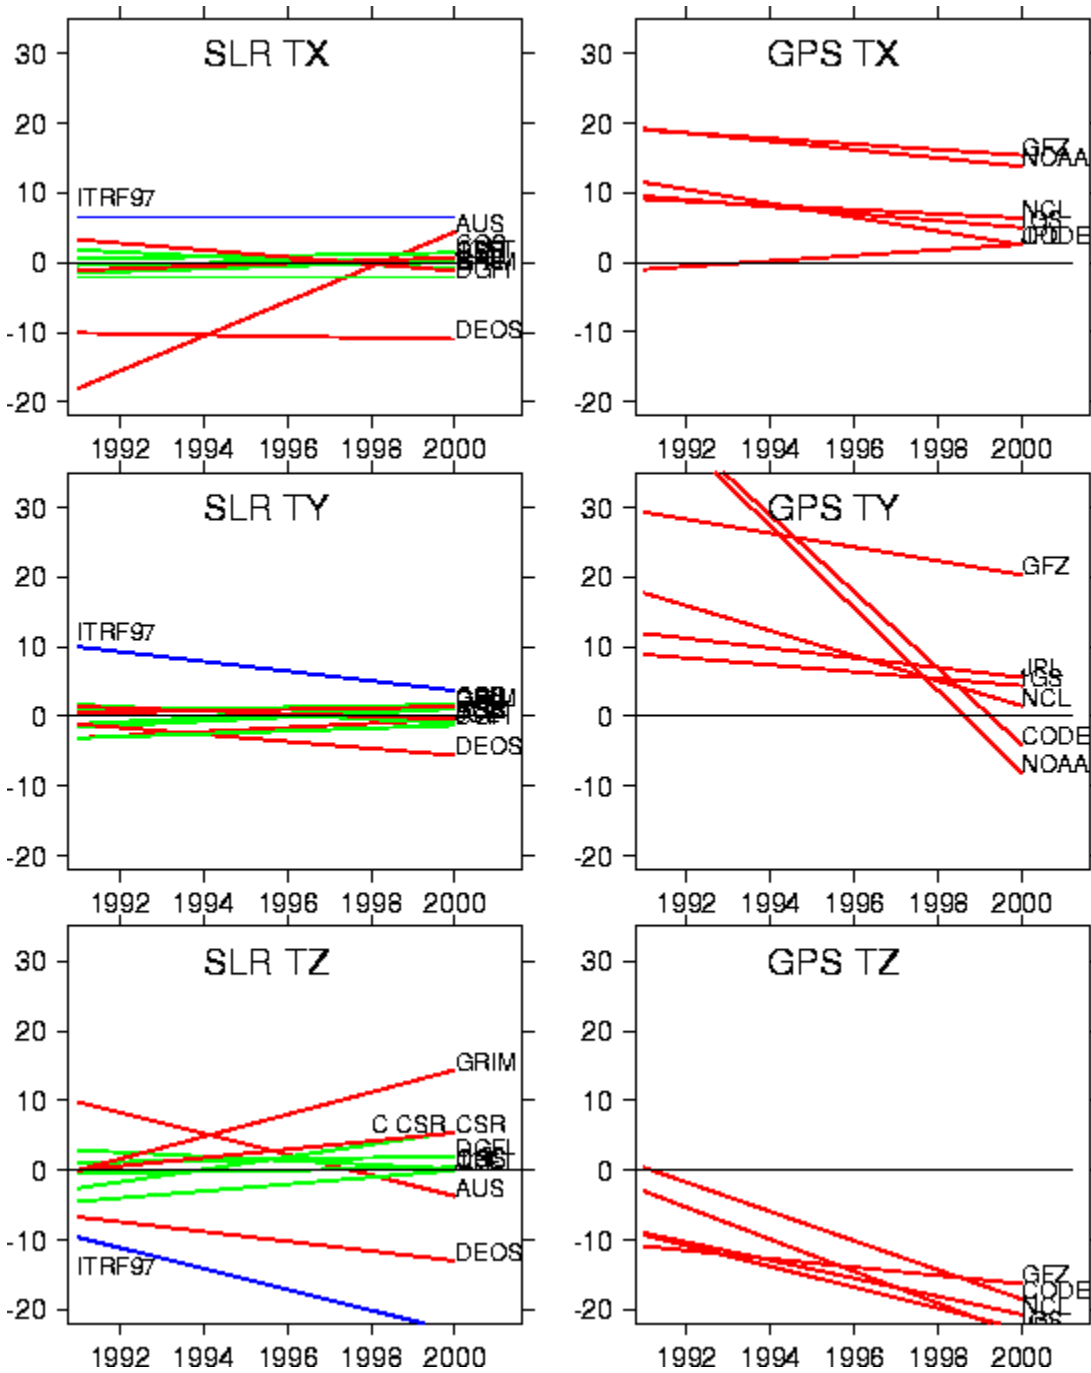 SLR TX
30
20
10
0
-10
-20
ITRF97
AUS
DGFI
DEOS
1992 1994 1996 1998 2000
GPS TX
30
20
10
0
-10
-20
GFZ
NOAA
NCL
IGS
CODE
1992 1994 1996 1998 2000
SLR TY
30
20
10
0
-10
-20
ITRF97
GRIM
DGFI
DEOS
1992 1994 1996 1998 2000
GPS TY
30
20
10
0
-10
-20
GFZ
JPL
IGS
NCL
CODE
NOAA
1992 1994 1996 1998 2000
SLR TZ
30
20
10
0
-10
-20
GRIM
C CSR CSR
DGFI
AUS
DEOS
ITRF97
1992 1994 1996 1998 2000
GPS TZ
30
20
10
0
-10
-20
GFZ
CODE
NCL
1992 1994 1996 1998 2000